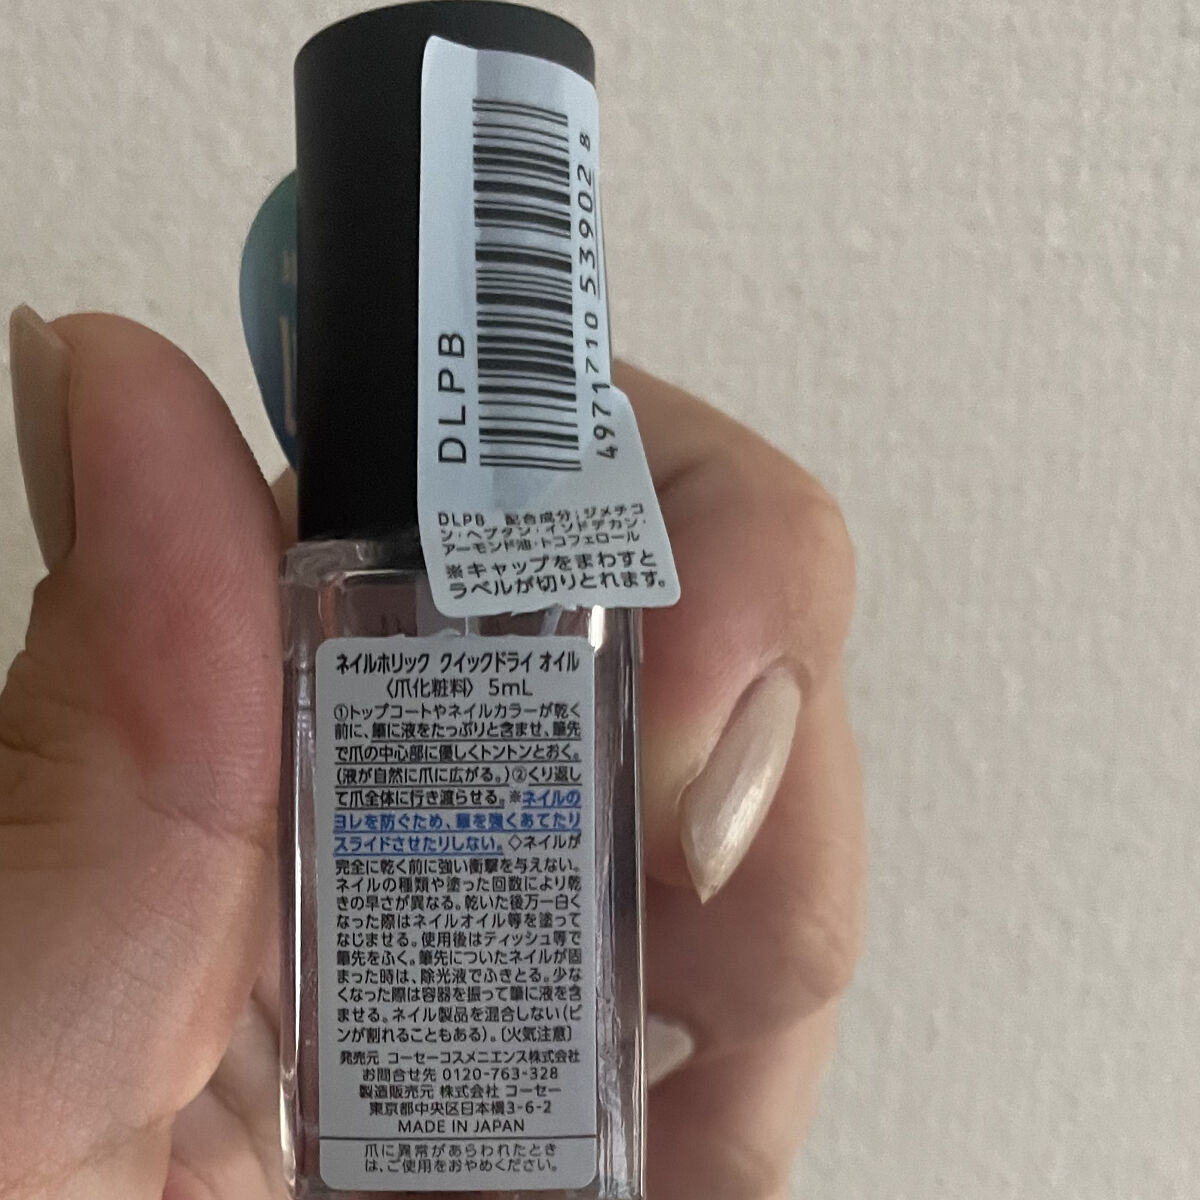 4971710 539028
DLPB
DLPB 配合成分:ジメチコ
ン・ヘプタン・イソドデカン・
アーモンド油・トコフェロール
※キャップをまわすと
ラベルが切りとれます。
ネイルホリック クイックドライ オイル
〈爪化粧料〉 5mL
①トップコートやネイルカラーが乾く
前に、筆に液をたっぷりと含ませ、筆先
で爪の中心部に優しくトントンとおく。
(液が自然に爪に広がる。)②くり返し
て爪全体に行き渡らせる。※ネイルの
ヨレを防ぐため、筆を強くあてたり
スライドさせたりしない。◇ネイルが
完全に乾く前に強い衝撃を与えない。
ネイルの種類や塗った回数により乾
きの早さが異なる。乾いた後万一白く
なった際はネイルオイル等を塗って
なじませる。使用後はティッシュ等で
筆先をふく。筆先についたネイルが固
まった時は、除光液でふきとる。少な
くなった際は容器を振って筆に液を含
ませる。ネイル製品を混合しない(ビ
ンが割れることもある)。〔火気注意〕
発売元 コーセーコスメニエンス株式会社
お問合せ先 0120-763-328
製造販売元 株式会社 コーセー
東京都中央区日本橋3-6-2
MADE IN JAPAN
爪に異常があらわれたとき
は、ご使用をおやめください。